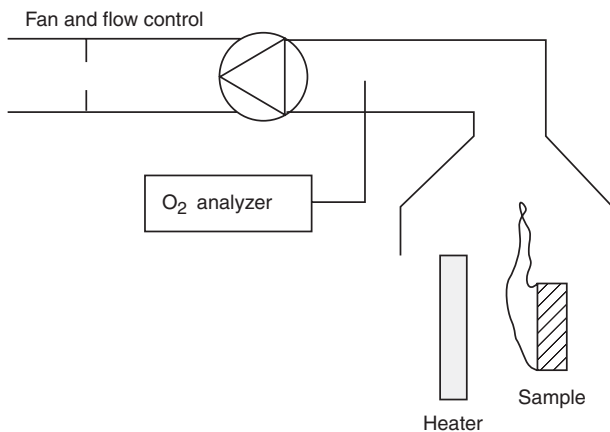 Fan and flow control
O2 analyzer
Sample
Heater